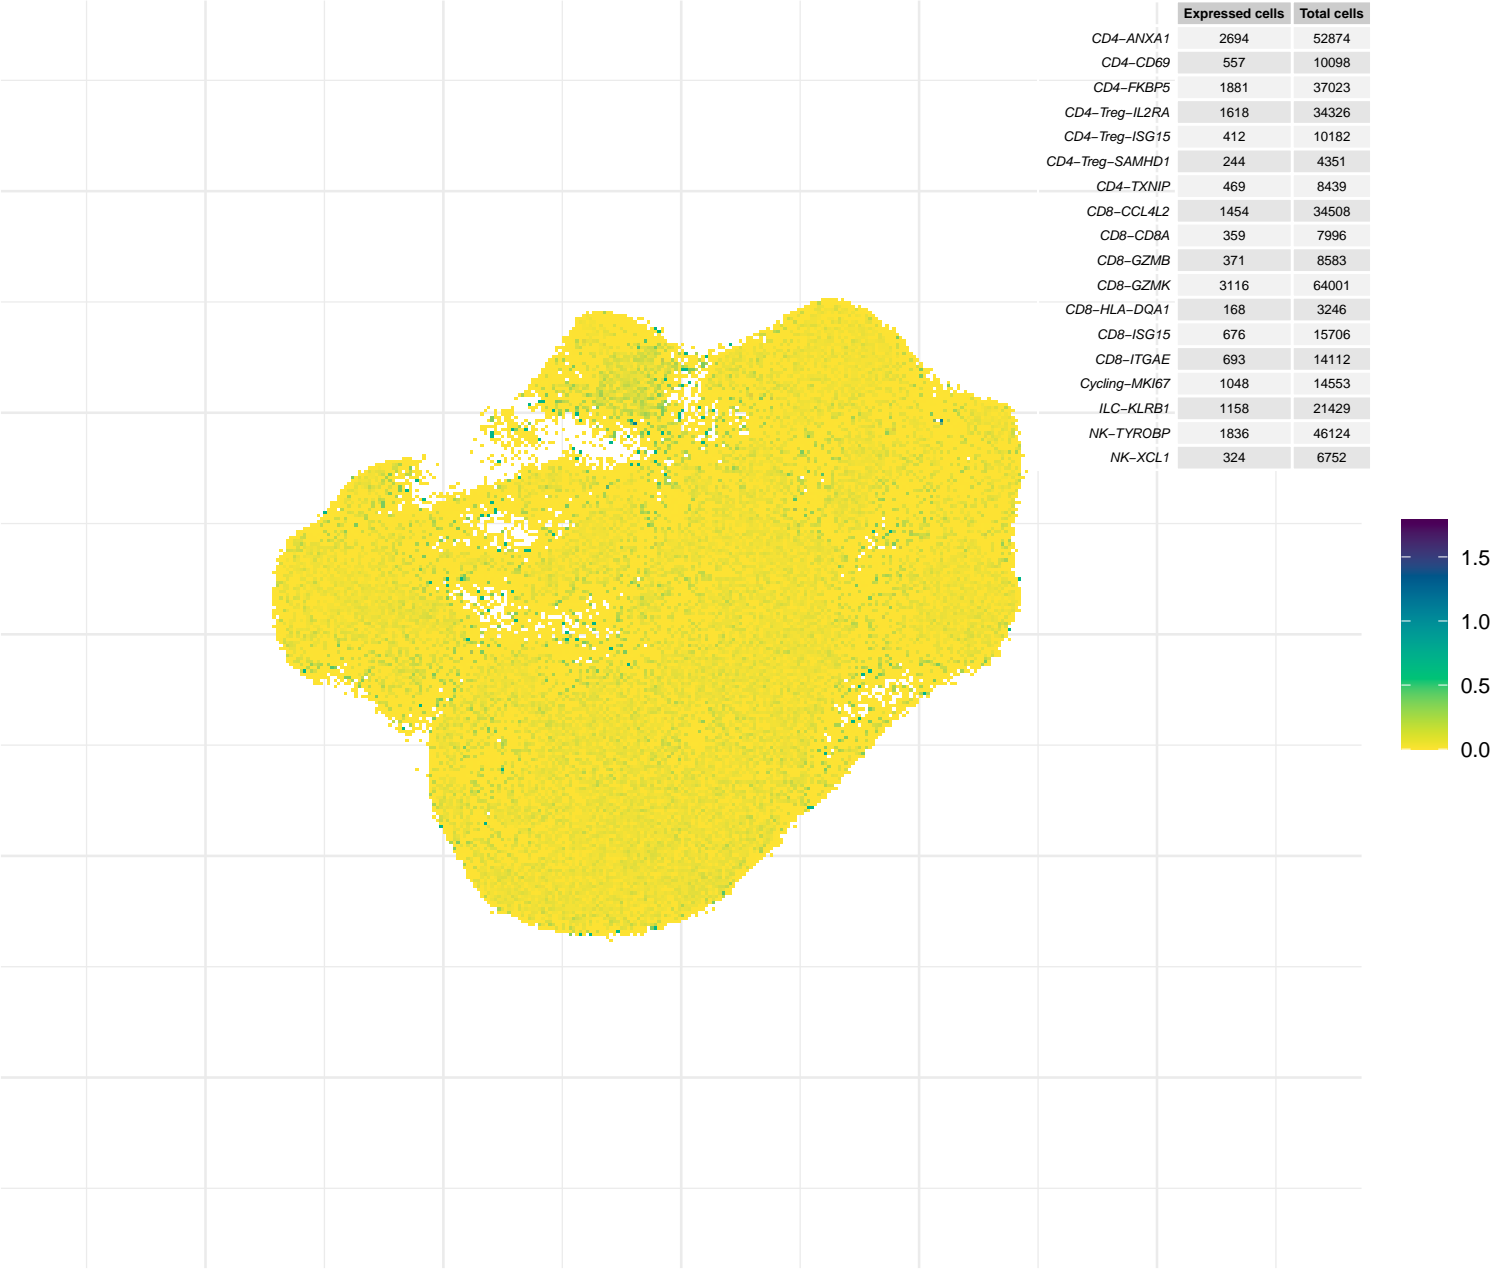 Expressed cells Total cells
CD4−ANXA1 2694 52874
CD4−CD69 557 10098
CD4−FKBP5 1881 37023
CD4−Treg−IL2RA 1618 34326
CD4−Treg−ISG15 412 10182
CD4−Treg−SAMHD1 244 4351
CD4−TXNIP 469 8439
CD8−CCL4L2 1454 34508
CD8−CD8A 359 7996
CD8−GZMB 371 8583
CD8−GZMK 3116 64001
CD8−HLA−DQA1 168 3246
CD8−ISG15 676 15706
CD8−ITGAE 693 14112
Cycling−MKI67 1048 14553
ILC−KLRB1 1158 21429
NK−TYROBP 1836 46124
NK−XCL1 324 6752
1.5
1.0
0.5
0.0